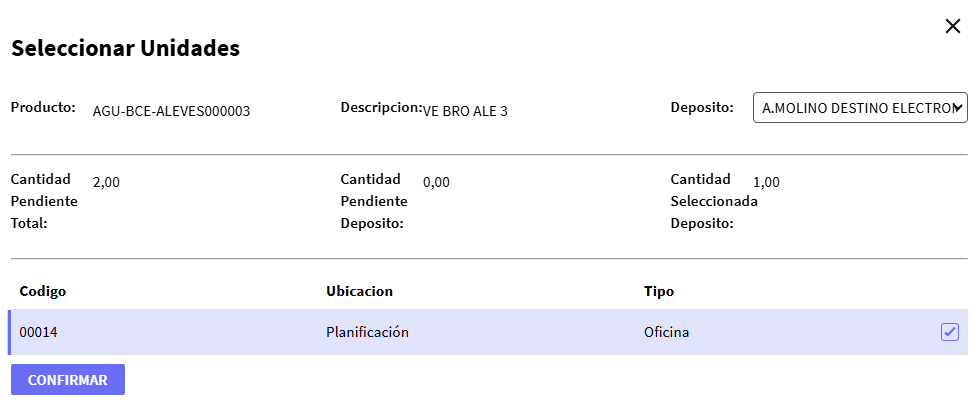 Seleccionar Unidades
Producto: AGU-BCE-ALEVES000003 Descripcion: VE BRO ALE 3 Deposito: A.MOLINO DESTINO ELECTRO
Cantidad Pendiente Total: 2,00 Cantidad Pendiente Deposito: 0,00 Cantidad Seleccionada Deposito: 1,00
Codigo Ubicacion Tipo
00014 Planificación Oficina
CONFIRMAR